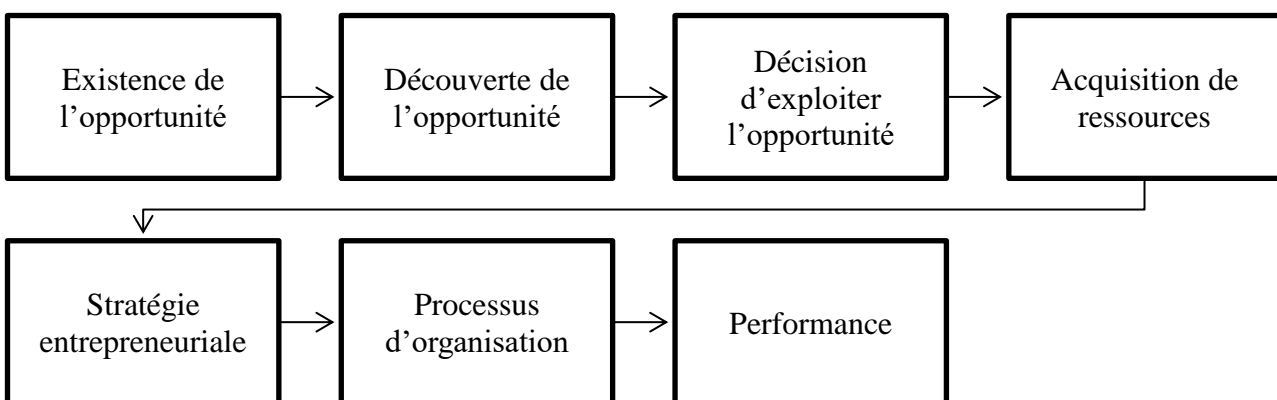 Existence de
l’opportunité
Découverte de
l’opportunité
Décision
d’exploiter
l’opportunité
Acquisition de
ressources
Stratégie
entrepreneuriale
Processus
d’organisation
Performance